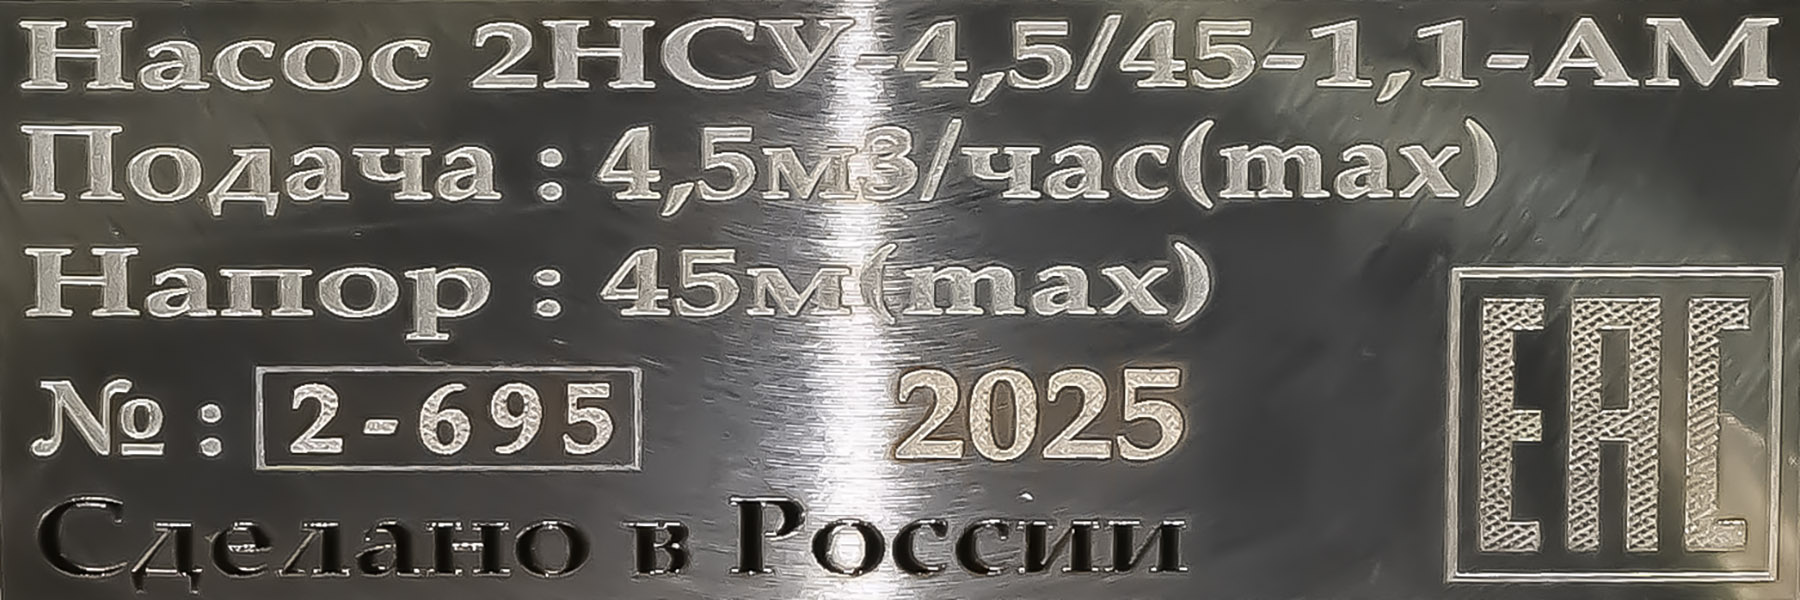 Насос 2НСУ-4,5/45-1,1-АМ
Подача : 4,5м3/час(max)
Напор : 45м(max)
№ : 2-695 2025
Сделано в России
EAC